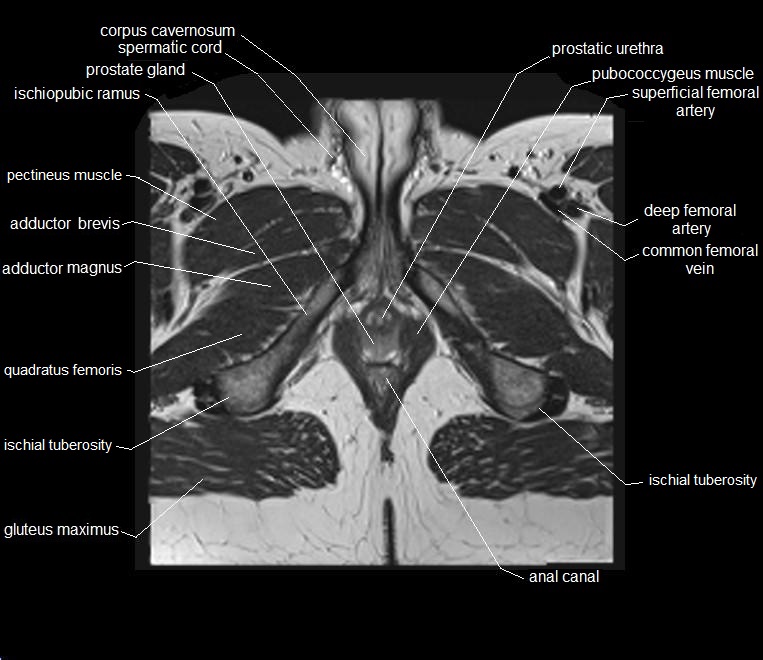 corpus cavernosum
spermatic cord
prostate gland
ischiopubic ramus
pectineus muscle
adductor brevis
adductor magnus
quadratus femoris
ischial tuberosity
gluteus maximus
prostatic urethra
pubococcygeus muscle
superficial femoral
artery
deep femoral
artery
common femoral
vein
ischial tuberosity
anal canal